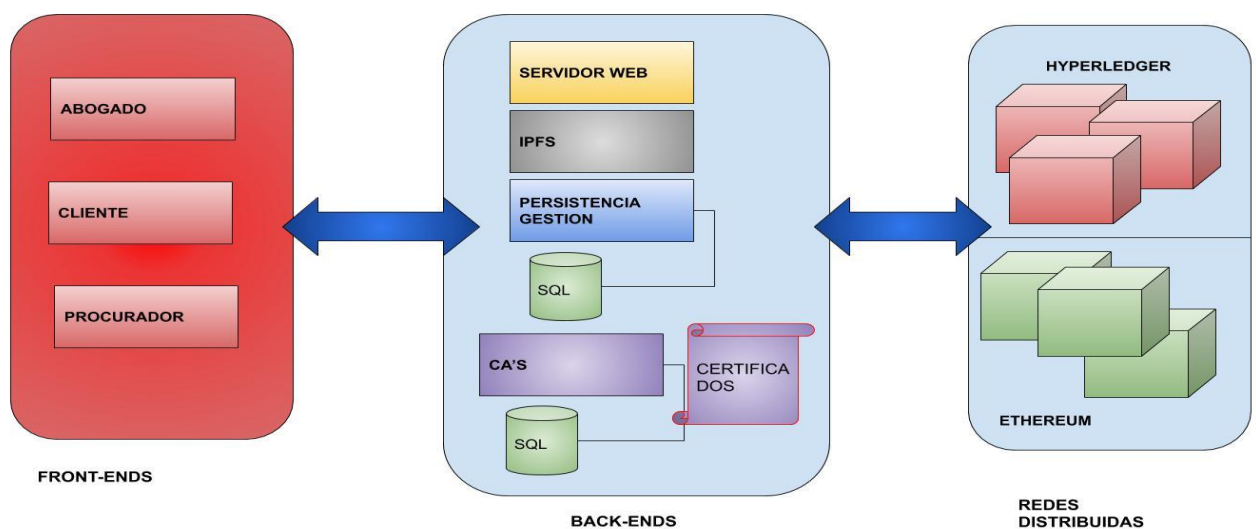 ABOGADO
CLIENTE
PROCURADOR
FRONT-ENDS
SERVIDOR WEB
IPFS
PERSISTENCIA
GESTION
SQL
CA'S
CERTIFICA
DOS
SQL
BACK-ENDS
HYPERLEDGER
ETHEREUM
REDES
DISTRIBUIDAS